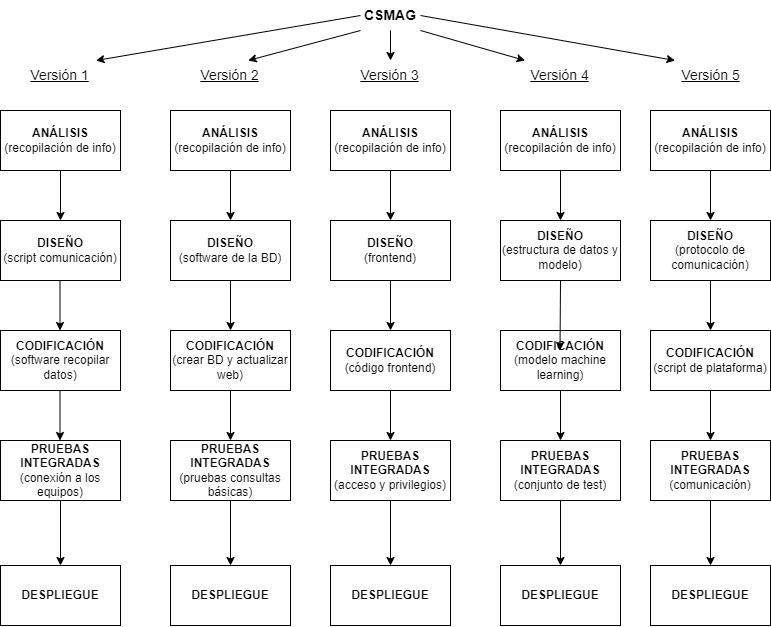 CSMAG
Versión 1
Versión 2
Versión 3
Versión 4
Versión 5
ANÁLISIS
(recopilación de info)
ANÁLISIS
(recopilación de info)
ANÁLISIS
(recopilación de info)
ANÁLISIS
(recopilación de info)
ANÁLISIS
(recopilación de info)
DISEÑO
(script comunicación)
DISEÑO
(software de la BD)
DISEÑO
(frontend)
DISEÑO
(estructura de datos y
modelo)
DISEÑO
(protocolo de
comunicación)
CODIFICACIÓN
(software recopilar
datos)
CODIFICACIÓN
(crear BD y actualizar
web)
CODIFICACIÓN
(código frontend)
CODIFICACIÓN
(modelo machine
learning)
CODIFICACIÓN
(script de plataforma)
PRUEBAS
INTEGRADAS
(conexión a los
equipos)
PRUEBAS
INTEGRADAS
(pruebas consultas
básicas)
PRUEBAS
INTEGRADAS
(acceso y privilegios)
PRUEBAS
INTEGRADAS
(conjunto de test)
PRUEBAS
INTEGRADAS
(comunicación)
DESPLIEGUE
DESPLIEGUE
DESPLIEGUE
DESPLIEGUE
DESPLIEGUE